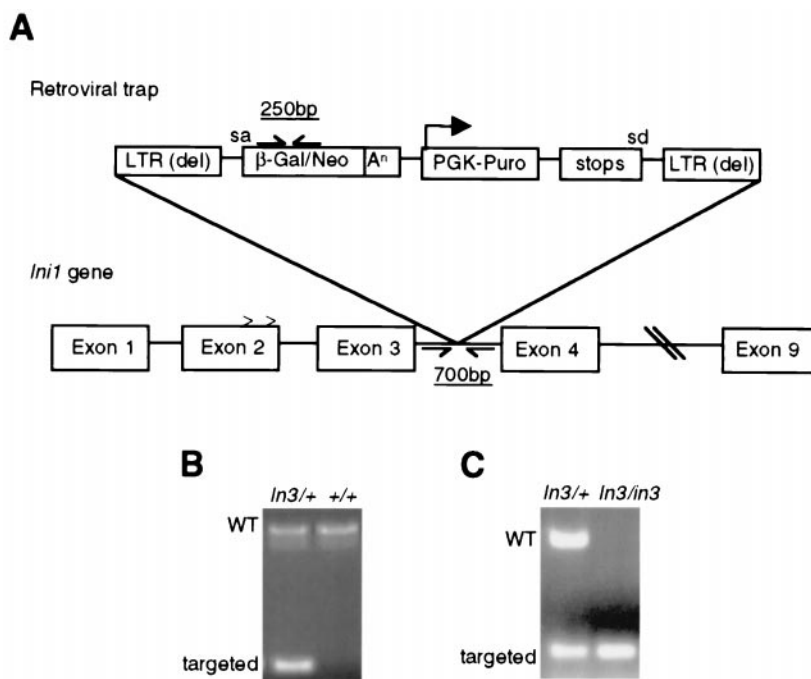 A
Retroviral trap
250bp
sa
sd
LTR (del)
β-Gal/Neo
Aⁿ
PGK-Puro
stops
LTR (del)
Ini1 gene
> >
Exon 1
Exon 2
Exon 3
Exon 4
Exon 9
700bp
B
In3/+ +/+
WT
targeted
C
In3/+ In3/in3
WT
targeted